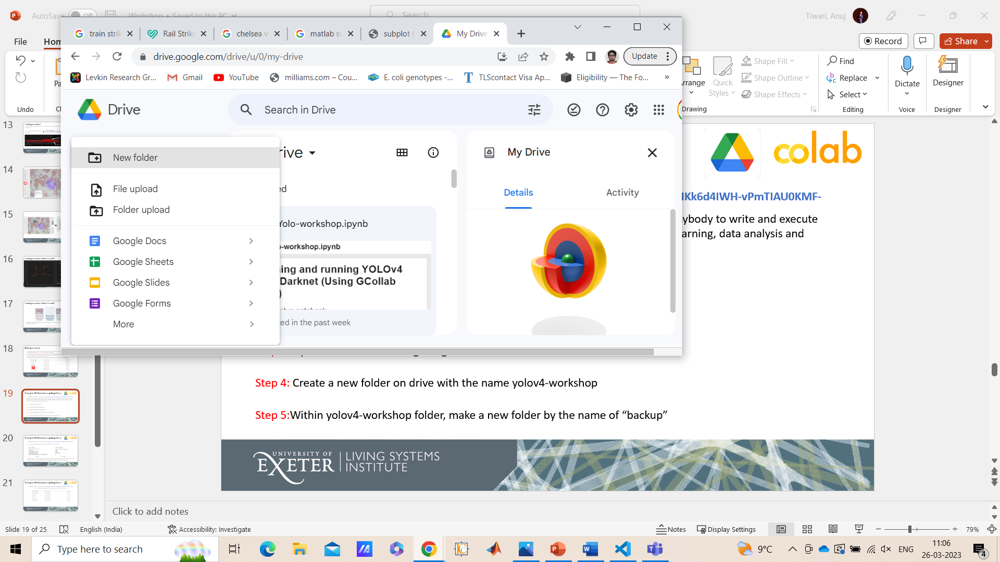 AutoSave Off Workshop • Saved to this PC Search Tiwari, Anuj
File Hom Record Share
train strik Rail Strike chelsea v matlab su subplot ( My Drive
drive.google.com/drive/u/0/my-drive Update
Levkin Research Gr... Gmail YouTube milliams.com – Cou... E. coli genotypes -... TLScontact Visa Ap... Eligibility — The Fo... »
Undo
Drive Search in Drive
rrange Quick Styles Shape Fill Shape Outline Shape Effects
Drawing
Find
Replace
Select
Editing
Dictate
Voice
Designer
Designer
New folder
File upload
Folder upload
Google Docs
Google Sheets
Google Slides
Google Forms
More
rive
ed
Yolo-workshop.ipynb
o-workshop.ipynb
ing and running YOLOv4
Darknet (Using GCollab
)
ted in the past week
My Drive
Details Activity
colab
IKk6d4IWH-vPmTIAU0KMF-
ybody to write and execute
arning, data analysis and
Step 4: Create a new folder on drive with the name yolov4-workshop
Step 5:Within yolov4-workshop folder, make a new folder by the name of “backup”
UNIVERSITY OF
EXETER
LIVING SYSTEMS
INSTITUTE
13
14
15
16
17
18
19
20
21
Click to add notes
Slide 19 of 25 English (India) Accessibility: Investigate Notes Display Settings 79%
Type here to search 9°C ENG 11:06
26-03-2023 4